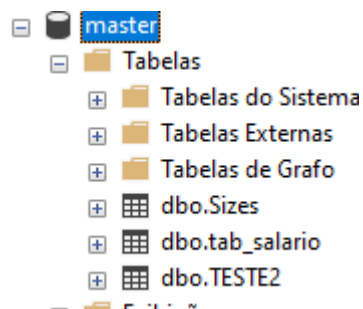 master
Tabelas
Tabelas do Sistema
Tabelas Externas
Tabelas de Grafo
dbo.Sizes
dbo.tab_salario
dbo.TESTE2